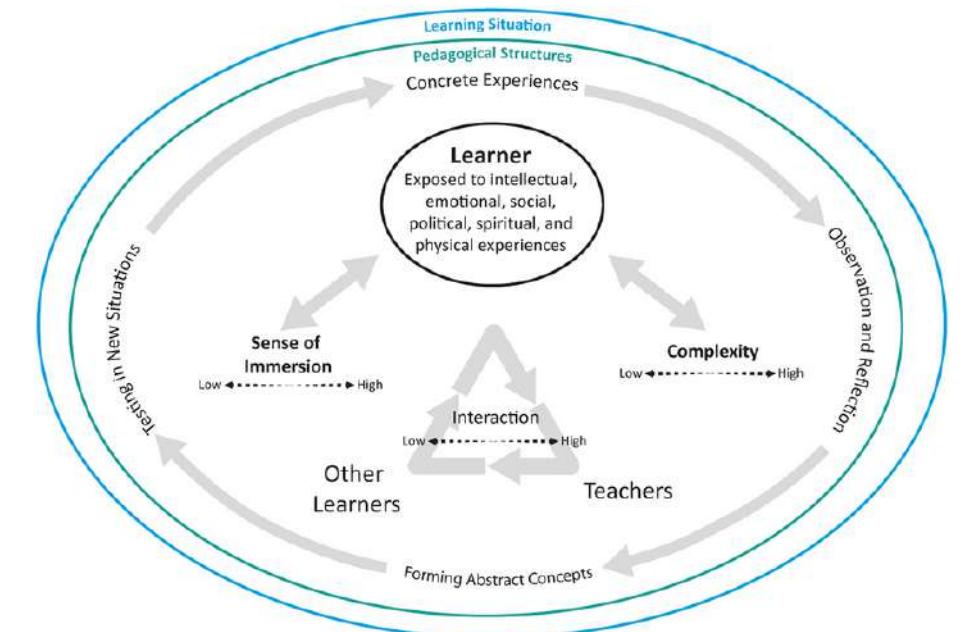 Learning Situation
Pedagogical Structures
Concrete Experiences
Learner
Exposed to intellectual,
emotional, social,
political, spiritual, and
physical experiences
Observation and Reflection
Testing in New Situations
Sense of
Immersion
Low High
Complexity
Low High
Interaction
Low High
Other
Learners
Teachers
Forming Abstract Concepts